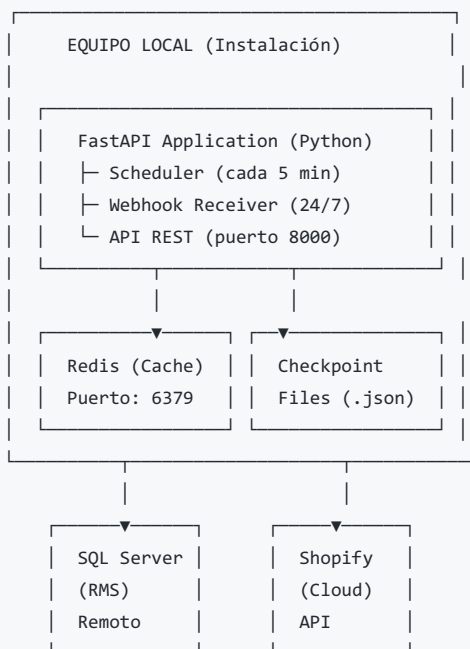 EQUIPO LOCAL (Instalación)
FastAPI Application (Python)
├─ Scheduler (cada 5 min)
├─ Webhook Receiver (24/7)
└─ API REST (puerto 8000)
Redis (Cache) Checkpoint
Puerto: 6379 Files (.json)
SQL Server Shopify
(RMS) (Cloud)
Remoto API